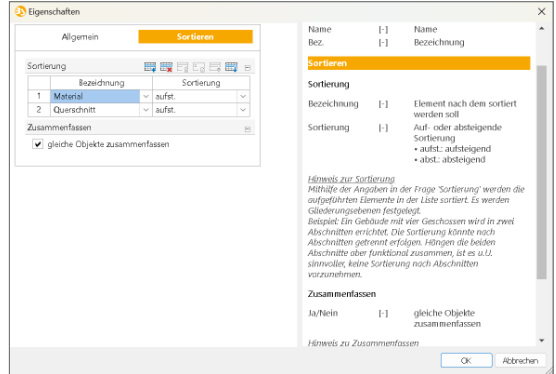 Eigenschaften
Allgemein
Sortieren
Sortierung
Bezeichnung Sortierung
1 Material aufst.
2 Querschnitt aufst.
Zusammenfassen
gleiche Objekte zusammenfassen
Name [-] Name
Bez. [-] Bezeichnung
Sortieren
Sortierung
Bezeichnung [-] Element nach dem sortiert
werden soll
Sortierung [-] Auf- oder absteigende
Sortierung
• aufst.: aufsteigend
• abst.: absteigend
Hinweis zur Sortierung
Mithilfe der Angaben in der Frage 'Sortierung' werden die
aufgeführten Elemente in der Liste sortiert. Es werden
Gliederungsebenen festgelegt.
Beispiel: Ein Gebäude mit vier Geschossen wird in zwei
Abschnitten errichtet. Die Sortierung könnte nach
Abschnitten getrennt erfolgen. Hängen die beiden
Abschnitte aber funktional zusammen, ist es u.U.
sinnvoller, keine Sortierung nach Abschnitten
vorzunehmen.
Zusammenfassen
Ja/Nein [-] gleiche Objekte
zusammenfassen
Hinweis zu Zusammenfassen
OK
Abbrechen